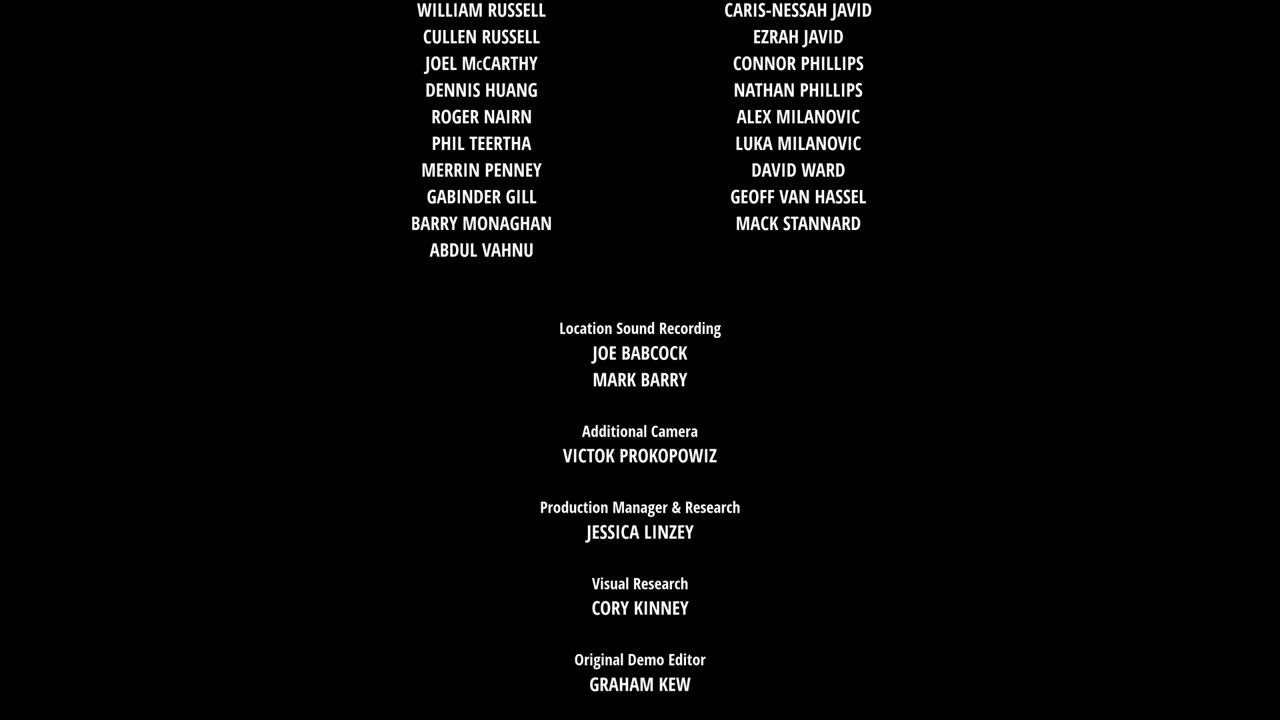 WILLIAM RUSSELL
CULLEN RUSSELL
JOEL McCARTHY
DENNIS HUANG
ROGER NAIRN
PHIL TEERTHA
MERRIN PENNEY
GABINDER GILL
BARRY MONAGHAN
ABDUL VAHNU
CARIS-NESSAH JAVID
EZRAH JAVID
CONNOR PHILLIPS
NATHAN PHILLIPS
ALEX MILANOVIC
LUKA MILANOVIC
DAVID WARD
GEOFF VAN HASSEL
MACK STANNARD
Location Sound Recording
JOE BABCOCK
MARK BARRY
Additional Camera
VICTOK PROKOPOWIZ
Production Manager & Research
JESSICA LINZEY
Visual Research
CORY KINNEY
Original Demo Editor
GRAHAM KEW